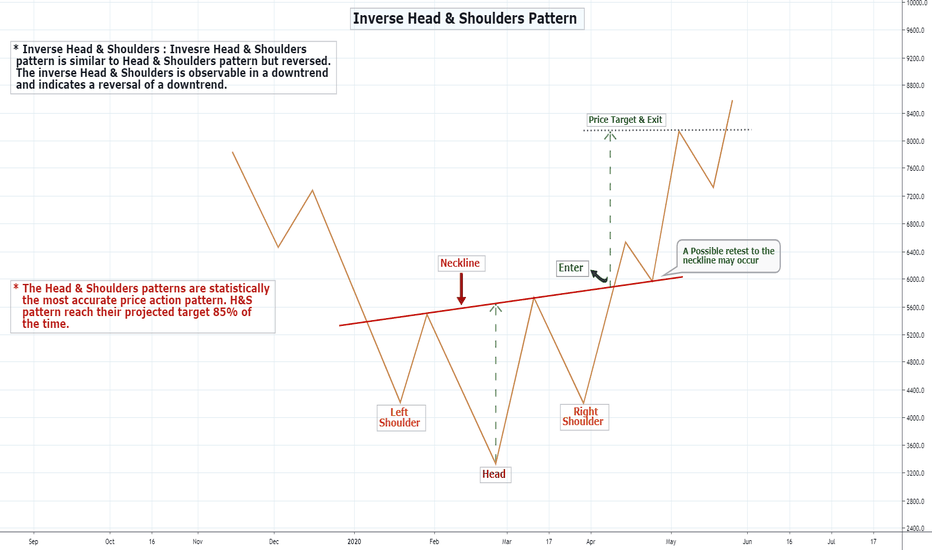 Inverse Head & Shoulders Pattern
* Inverse Head & Shoulders : Invesre Head & Shoulders
pattern is similar to Head & Shoulders pattern but reversed.
The inverse Head & Shoulders is observable in a downtrend
and indicates a reversal of a downtrend.
Price Target & Exit
A Possible retest to the
neckline may occur
Neckline
Enter
* The Head & Shoulders patterns are statistically
the most accurate price action pattern. H&S
pattern reach their projected target 85% of
the time.
Left
Shoulder
Right
Shoulder
Head
10000.0
9600.0
9200.0
8800.0
8400.0
8000.0
7600.0
7200.0
6800.0
6400.0
6000.0
5600.0
5200.0
4800.0
4400.0
4000.0
3600.0
3200.0
2800.0
2400.0
Sep Oct 16 Nov Dec 2020 Feb Mar 17 Apr May Jun 16 Jul 17